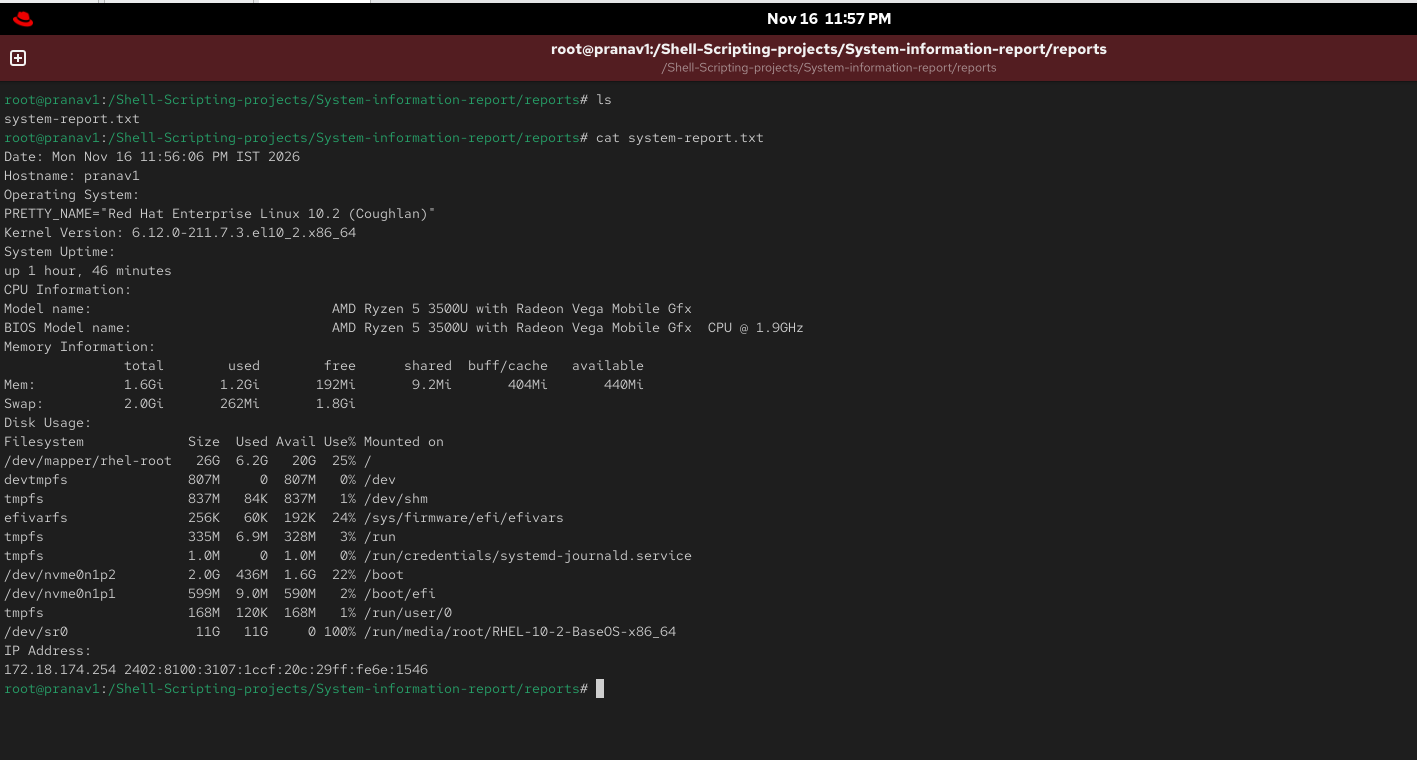 Nov 16 11:57 PM
root@pranav1:/Shell-Scripting-projects/System-information-report/reports
/Shell-Scripting-projects/System-information-report/reports
root@pranav1:/Shell-Scripting-projects/System-information-report/reports# ls
system-report.txt
root@pranav1:/Shell-Scripting-projects/System-information-report/reports# cat system-report.txt
Date: Mon Nov 16 11:56:06 PM IST 2026
Hostname: pranav1
Operating System:
PRETTY_NAME="Red Hat Enterprise Linux 10.2 (Coughlan)"
Kernel Version: 6.12.0-211.7.3.el10_2.x86_64
System Uptime:
up 1 hour, 46 minutes
CPU Information:
Model name:                              AMD Ryzen 5 3500U with Radeon Vega Mobile Gfx
BIOS Model name:                         AMD Ryzen 5 3500U with Radeon Vega Mobile Gfx  CPU @ 1.9GHz
Memory Information:
               total        used        free      shared  buff/cache   available
Mem:           1.6Gi       1.2Gi       192Mi       9.2Mi       404Mi       440Mi
Swap:          2.0Gi       262Mi       1.8Gi
Disk Usage:
Filesystem             Size  Used Avail Use% Mounted on
/dev/mapper/rhel-root   26G  6.2G   20G  25% /
devtmpfs               807M     0  807M   0% /dev
tmpfs                  837M   84K  837M   1% /dev/shm
efivarfs               256K   60K  192K  24% /sys/firmware/efi/efivars
tmpfs                  335M  6.9M  328M   3% /run
tmpfs                  1.0M     0  1.0M   0% /run/credentials/systemd-journald.service
/dev/nvme0n1p2         2.0G  436M  1.6G  22% /boot
/dev/nvme0n1p1         599M  9.0M  590M   2% /boot/efi
tmpfs                  168M  120K  168M   1% /run/user/0
/dev/sr0                11G   11G     0 100% /run/media/root/RHEL-10-2-BaseOS-x86_64
IP Address:
172.18.174.254 2402:8100:3107:1ccf:20c:29ff:fe6e:1546
root@pranav1:/Shell-Scripting-projects/System-information-report/reports#